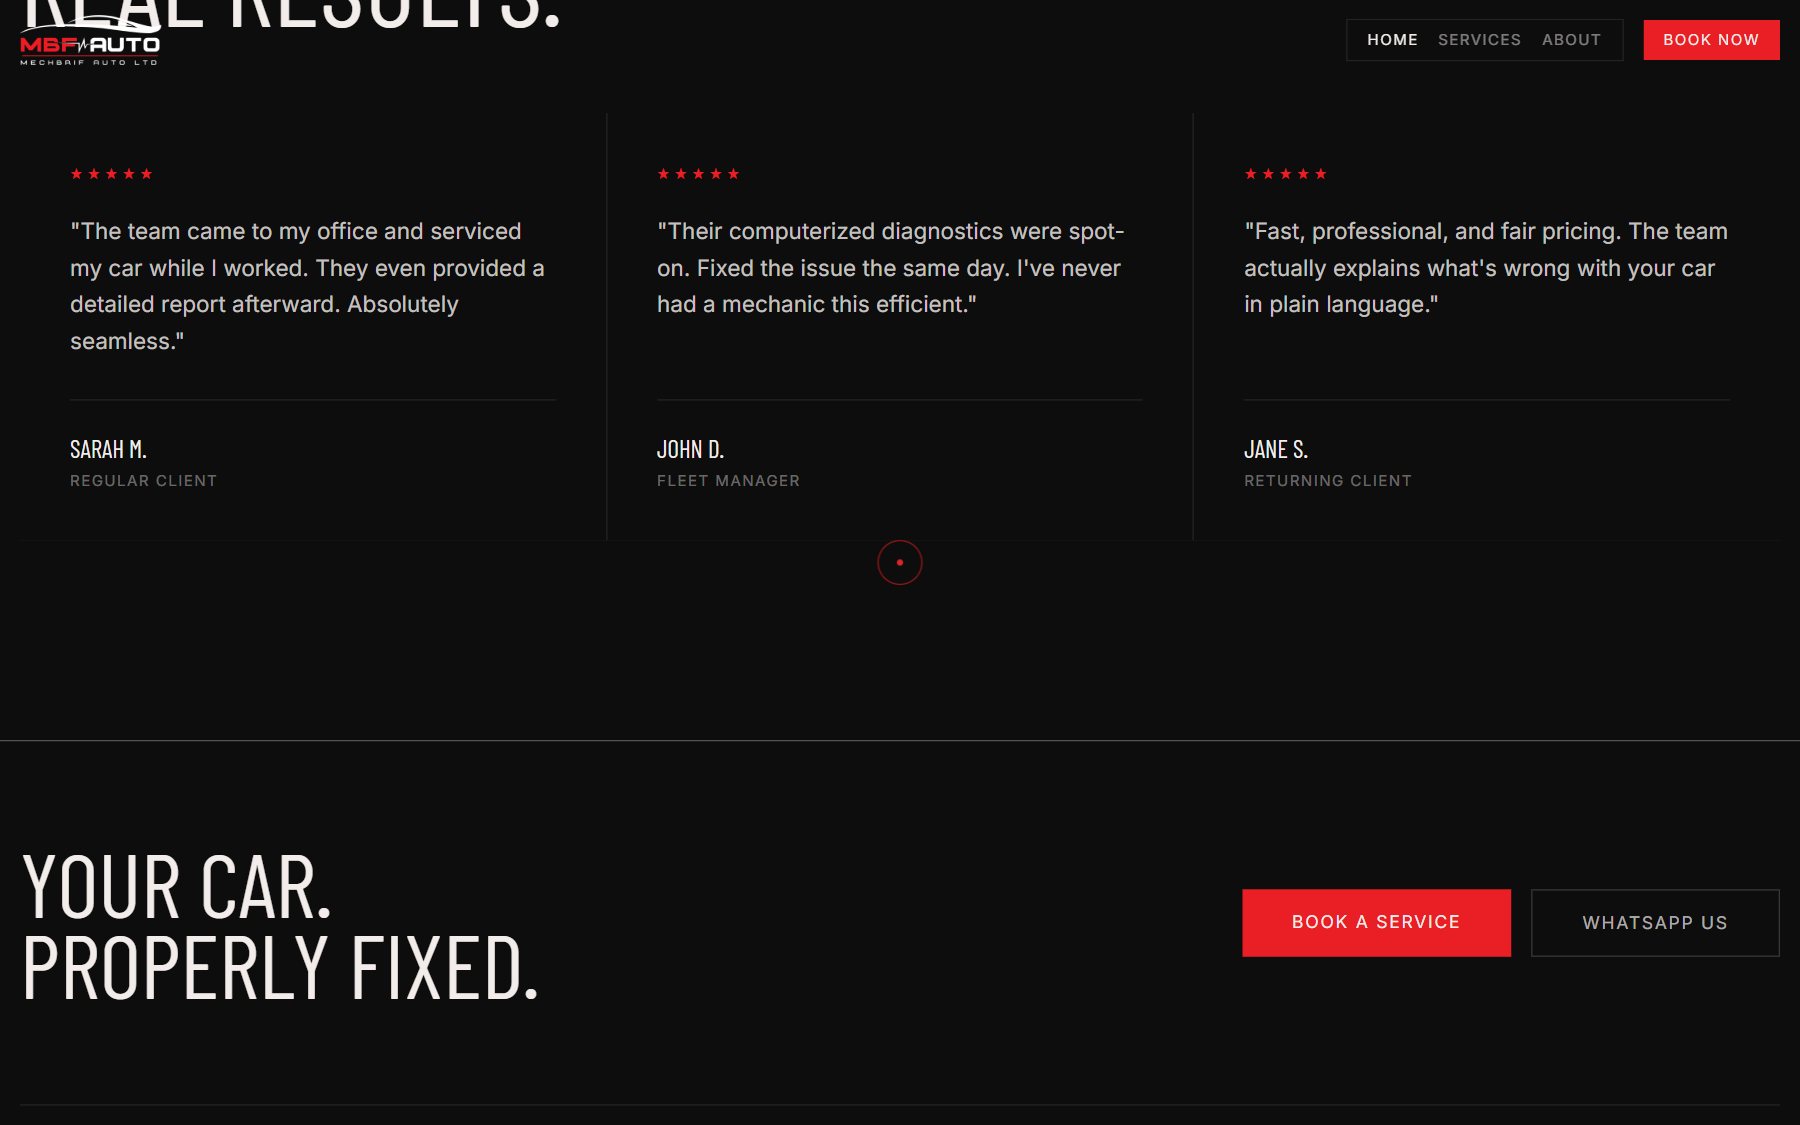 REAL RESULTS.
MBF AUTO
MECHBRIF AUTO LTD
HOME SERVICES ABOUT
BOOK NOW
★★★★★
"The team came to my office and serviced
my car while I worked. They even provided a
detailed report afterward. Absolutely
seamless."
SARAH M.
REGULAR CLIENT
★★★★★
"Their computerized diagnostics were spot-
on. Fixed the issue the same day. I've never
had a mechanic this efficient."
JOHN D.
FLEET MANAGER
★★★★★
"Fast, professional, and fair pricing. The team
actually explains what's wrong with your car
in plain language."
JANE S.
RETURNING CLIENT
YOUR CAR.
PROPERLY FIXED.
BOOK A SERVICE
WHATSAPP US